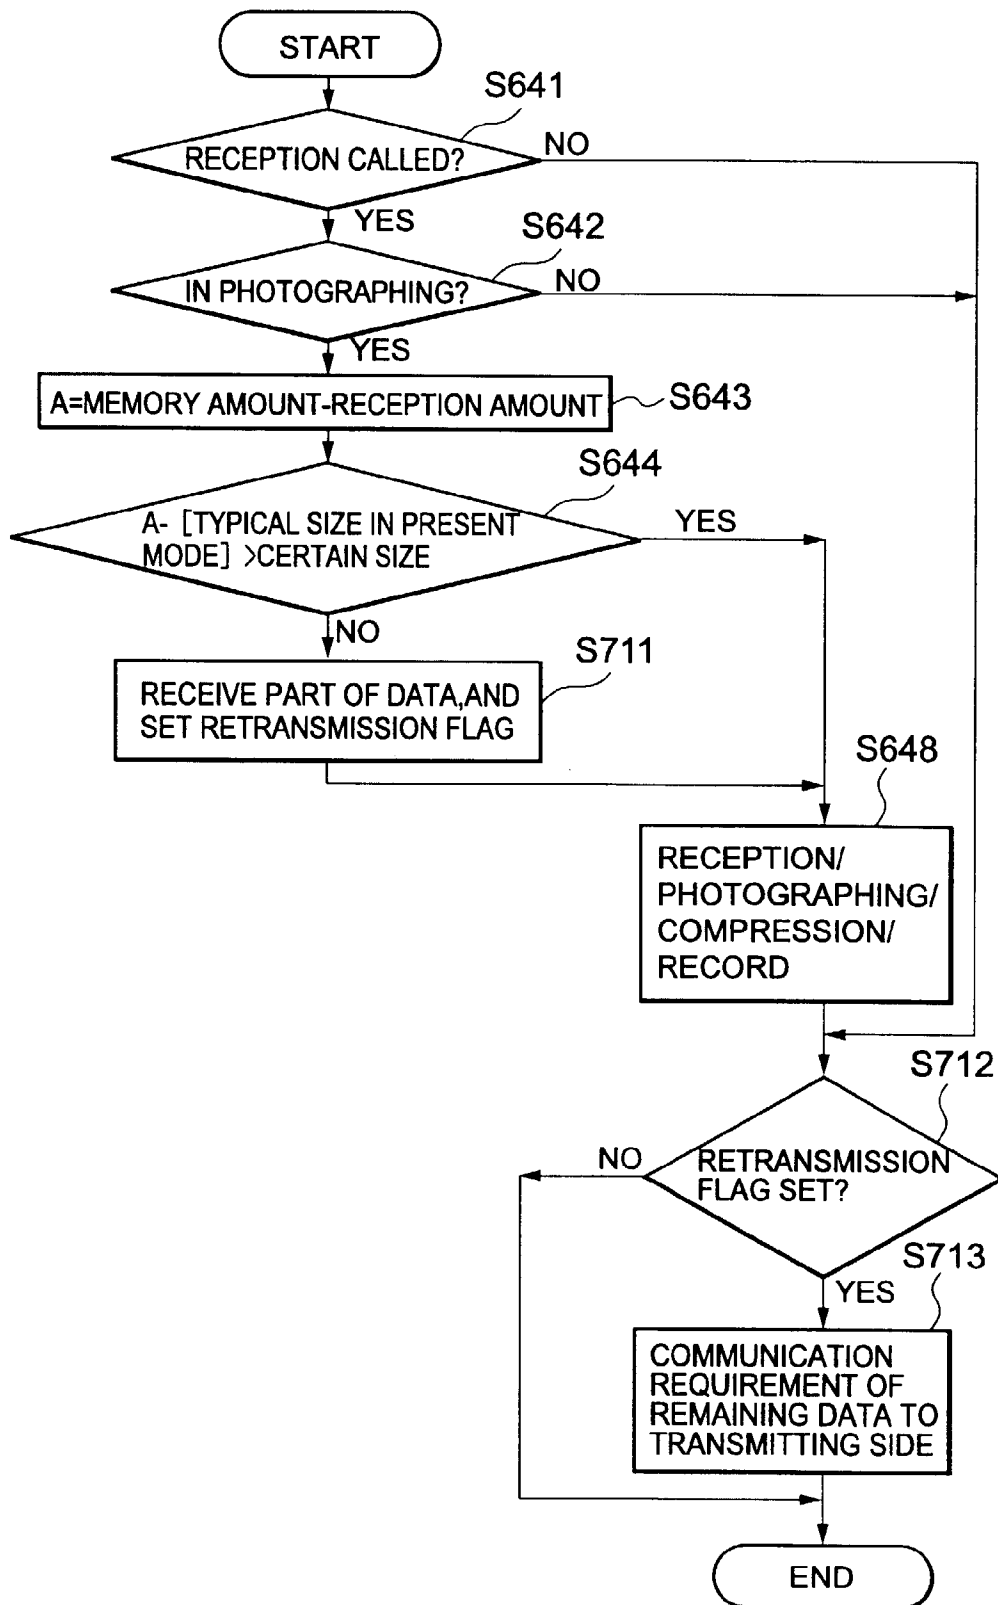 START
S641
RECEPTION CALLED?
NO
YES
S642
IN PHOTOGRAPHING?
NO
YES
A=MEMORY AMOUNT-RECEPTION AMOUNT
S643
S644
A- [TYPICAL SIZE IN PRESENT
MODE] >CERTAIN SIZE
YES
NO
S711
RECEIVE PART OF DATA,AND
SET RETRANSMISSION FLAG
S648
RECEPTION/
PHOTOGRAPHING/
COMPRESSION/
RECORD
S712
NO
RETRANSMISSION
FLAG SET?
S713
YES
COMMUNICATION
REQUIREMENT OF
REMAINING DATA TO
TRANSMITTING SIDE
END